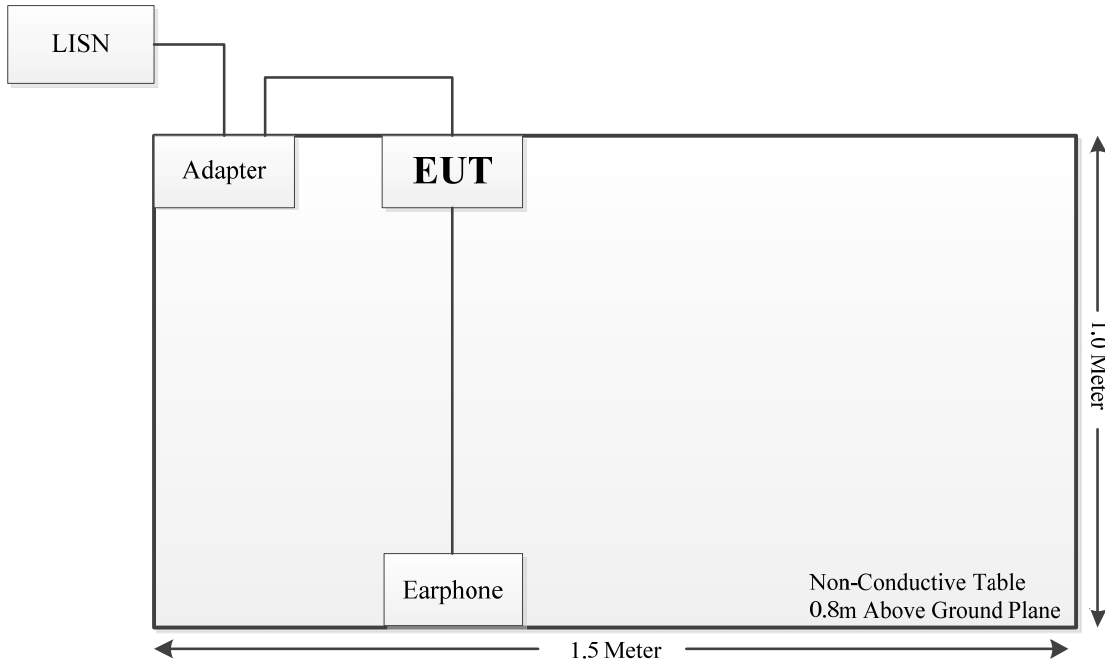 LISN
Adapter
EUT
Earphone
Non-Conductive Table
0.8m Above Ground Plane
1.0 Meter
1.5 Meter